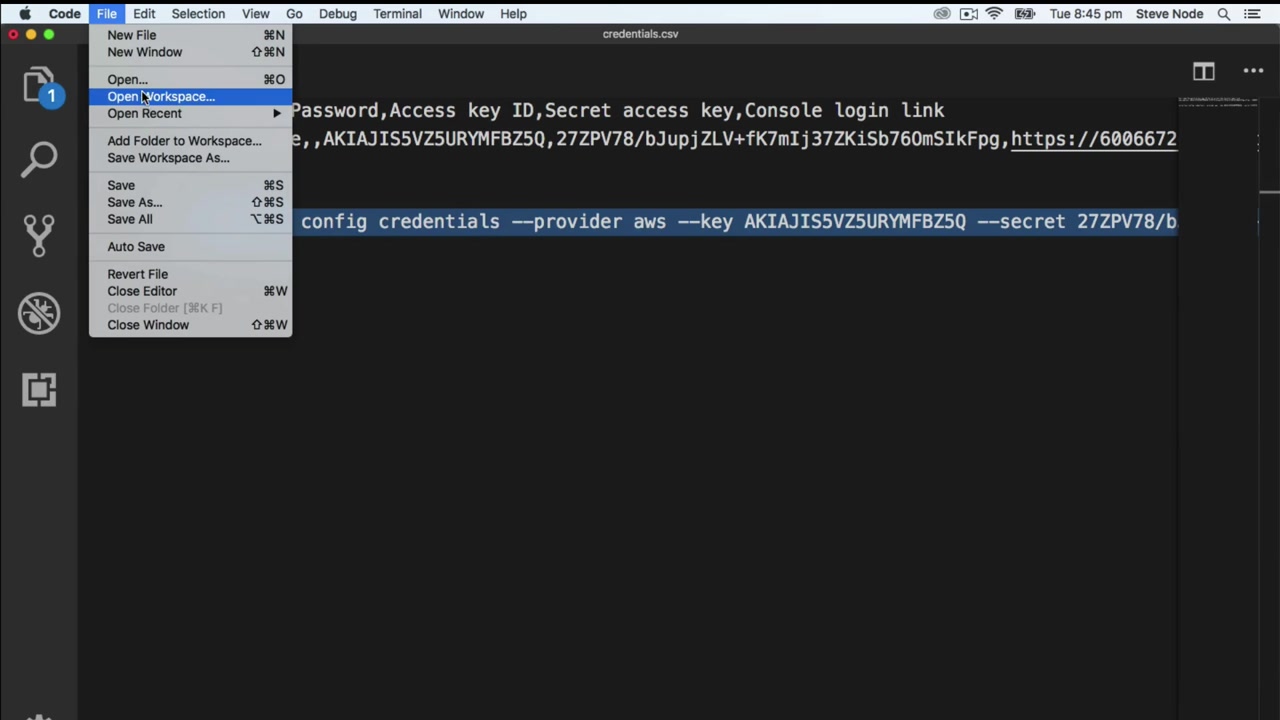 Code File Edit Selection View Go Debug Terminal Window Help Tue 8:45 pm Steve Node
credentials.csv
New File ⌘N
New Window ⇧⌘N
Open... ⌘O
Open Workspace...
Open Recent ▶
Add Folder to Workspace...
Save Workspace As...
Save ⌘S
Save As... ⇧⌘S
Save All ⌥⌘S
Auto Save
Revert File
Close Editor ⌘W
Close Folder [⌘K F]
Close Window ⇧⌘W
1
Password,Access key ID,Secret access key,Console login link
e,,AKIAJIS5VZ5URYMFBZ5Q,27ZPV78/bJupjZLV+fK7mIj37ZKiSb76OmSIkFpg,https://6006672
config credentials --provider aws --key AKIAJIS5VZ5URYMFBZ5Q --secret 27ZPV78/b